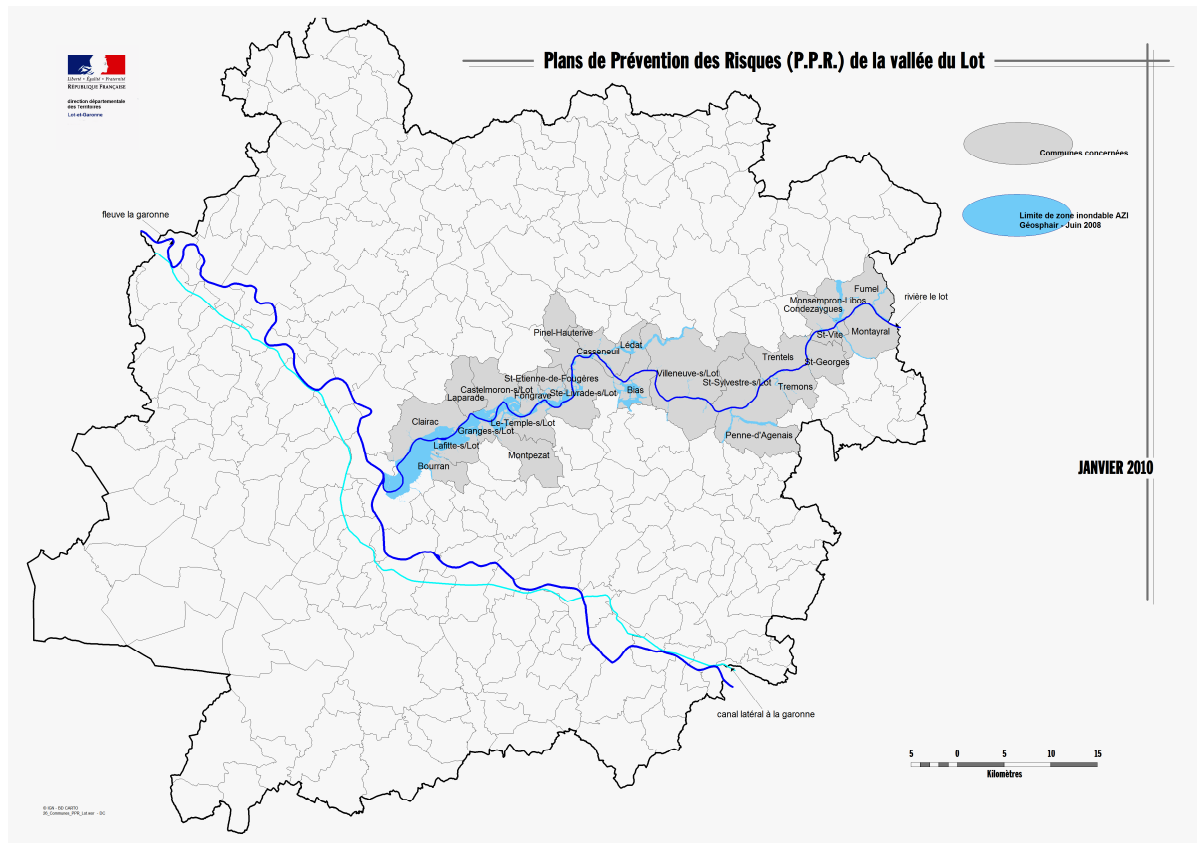 Plans de Prévention des Risques (P.P.R.) de la vallée du Lot
Liberté • Égalité • Fraternité
RÉPUBLIQUE FRANÇAISE
direction départementale
des Territoires
Lot-et-Garonne
Communes concernées
Limite de zone inondable AZI
Géosphair - Juin 2008
fleuve la garonne
Fumel
rivière le lot
Monsempron-Libos
Condezaygues
St-Vite
Montayral
Pinel-Hauterive
Casseneuil
Lédat
Trentels
St-Georges
Villeneuve-s/Lot
St-Etienne-de-Fougères
St-Sylvestre-s/Lot
Tremons
Castelmoron-s/Lot
Laparade
Fongrave
Ste-Livrade-s/Lot
Bias
Clairac
Le-Temple-s/Lot
Granges-s/Lot
Penne-d'Agenais
Lafitte-s/Lot
Montpezat
Bourran
JANVIER 2010
canal latéral à la garonne
5 0 5 10 15
Kilomètres
© IGN - BD CARTO